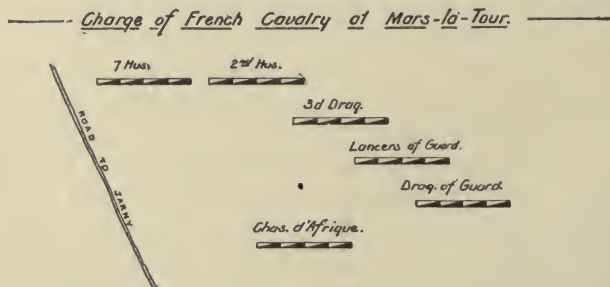 Charge of French Cavalry at Mars-la-Tour.
7 Hus.
2nd Hus.
3d Drag.
Lancers of Guard.
Drag. of Guard.
Chas. d'Afrique.
ROAD TO JARNY.